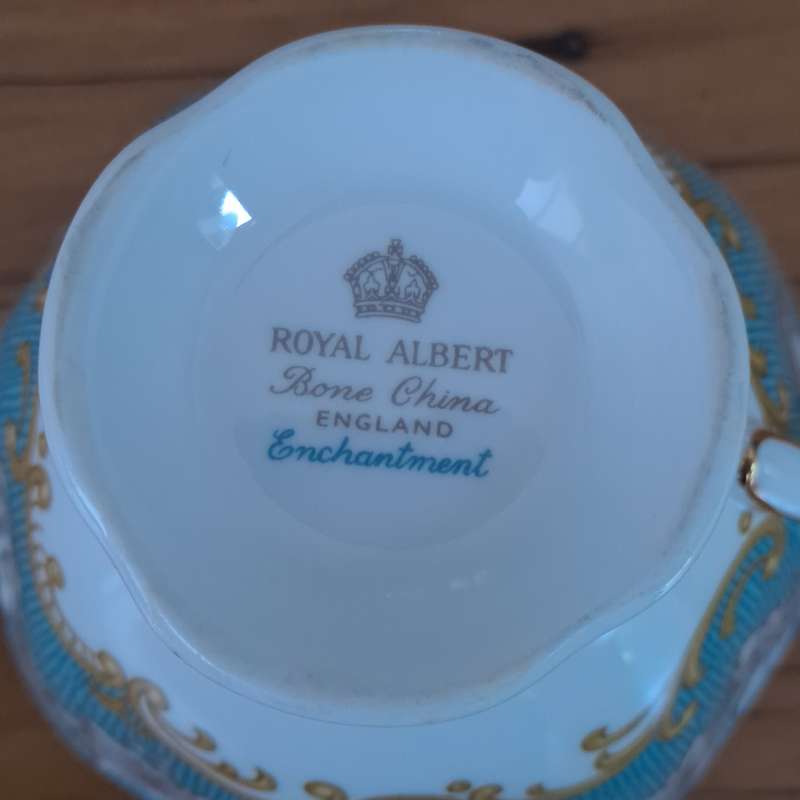 ROYAL ALBERT
Bone China
ENGLAND
Enchantment